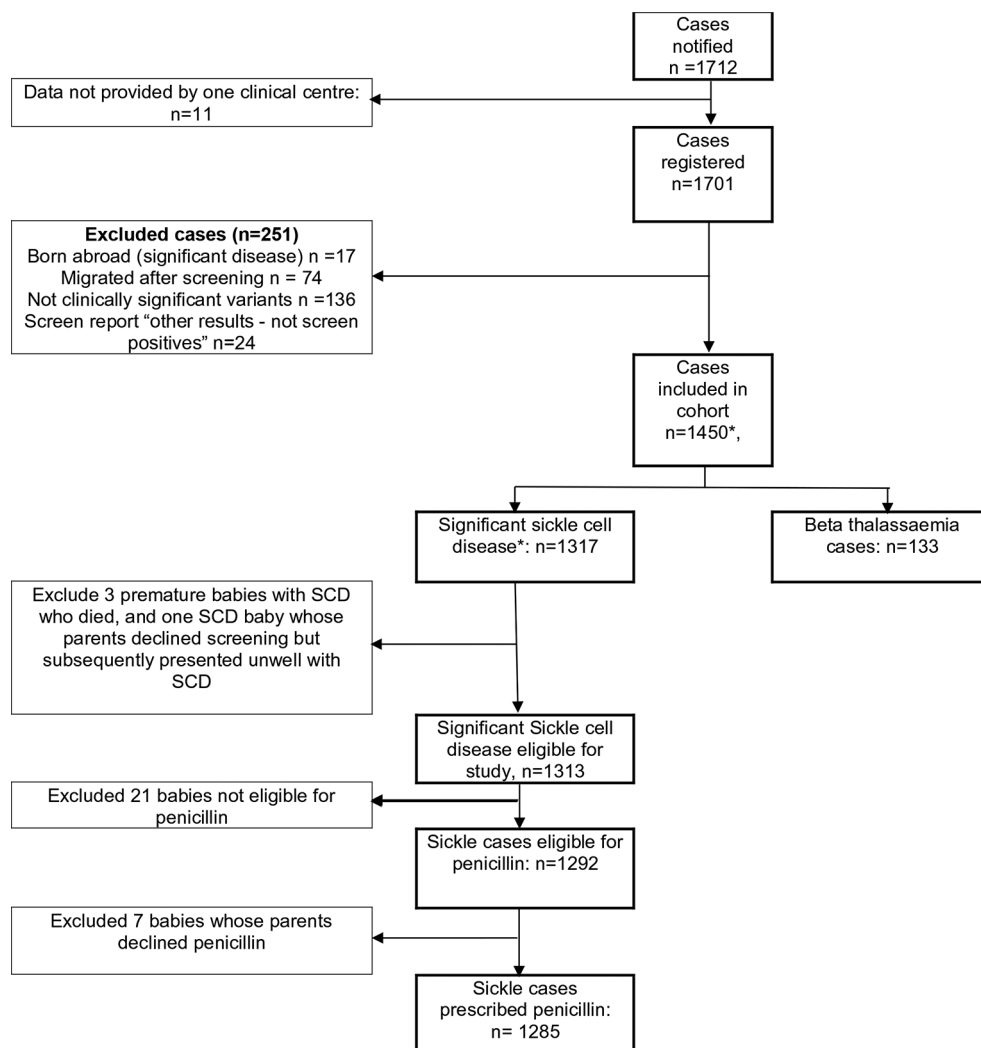 Cases
notified
n =1712
Data not provided by one clinical centre:
n=11
Cases
registered
n=1701
Excluded cases (n=251)
Born abroad (significant disease) n =17
Migrated after screening n = 74
Not clinically significant variants n =136
Screen report “other results - not screen
positives” n=24
Cases
included in
cohort
n=1450*,
Significant sickle cell
disease*: n=1317
Beta thalassaemia
cases: n=133
Exclude 3 premature babies with SCD
who died, and one SCD baby whose
parents declined screening but
subsequently presented unwell with
SCD
Significant Sickle cell
disease eligible for
study, n=1313
Excluded 21 babies not eligible for
penicillin
Sickle cases eligible for
penicillin: n=1292
Excluded 7 babies whose parents
declined penicillin
Sickle cases
prescribed penicillin:
n= 1285